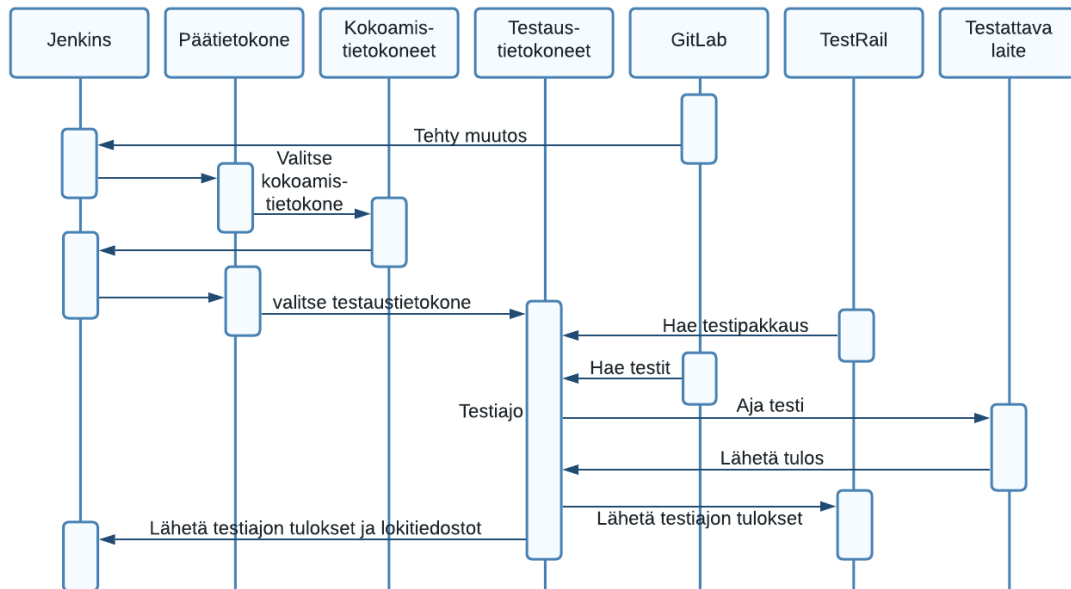 Jenkins
Päätietokone
Kokoamis-
tietokoneet
Testaus-
tietokoneet
GitLab
TestRail
Testattava
laite
Tehty muutos
Valitse
kokoamis-
tietokone
valitse testaustietokone
Hae testipakkaus
Hae testit
Testiajo
Aja testi
Lähetä tulos
Lähetä testiajon tulokset
Lähetä testiajon tulokset ja lokitiedostot